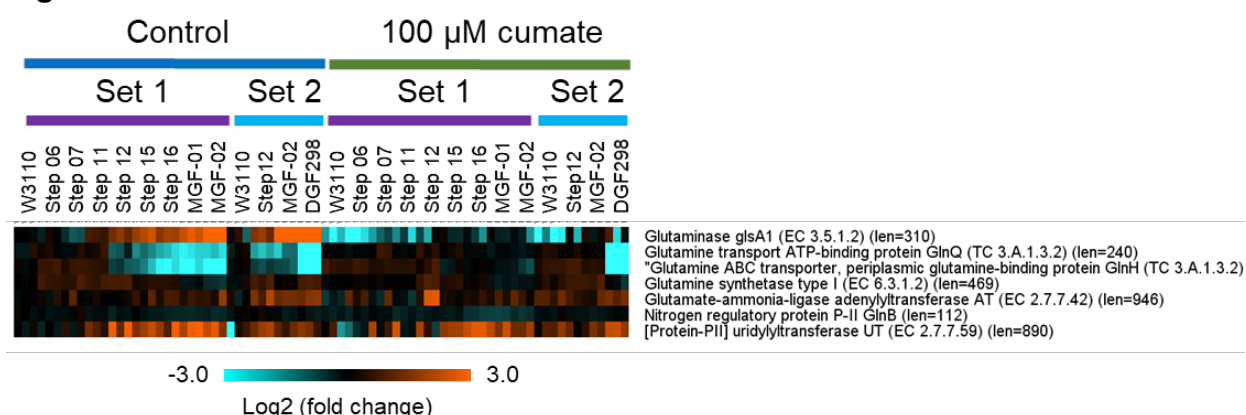 Control 100 µM cumate
Set 1 Set 2 Set 1 Set 2
W3110 Step 06 Step 07 Step 11 Step 12 Step 15 Step 16 MGF-01 MGF-02 W3110 Step12 MGF-02 DGF298 W3110 Step 06 Step 07 Step 11 Step 12 Step 15 Step 16 MGF-01 MGF-02 W3110 Step12 MGF-02 DGF298
Glutaminase glsA1 (EC 3.5.1.2) (len=310)
Glutamine transport ATP-binding protein GlnQ (TC 3.A.1.3.2) (len=240)
"Glutamine ABC transporter, periplasmic glutamine-binding protein GlnH (TC 3.A.1.3.2)
Glutamine synthetase type I (EC 6.3.1.2) (len=469)
Glutamate-ammonia-ligase adenylyltransferase AT (EC 2.7.7.42) (len=946)
Nitrogen regulatory protein P-II GlnB (len=112)
[Protein-PII] uridylyltransferase UT (EC 2.7.7.59) (len=890)
-3.0 3.0
Log2 (fold change)